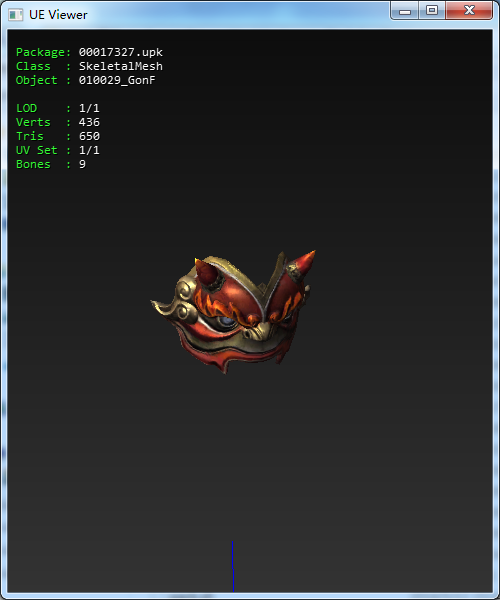 UE Viewer
Package: 00017327.upk
Class : SkeletalMesh
Object : 010029_GonF
LOD : 1/1
Verts : 436
Tris : 650
UV Set : 1/1
Bones : 9